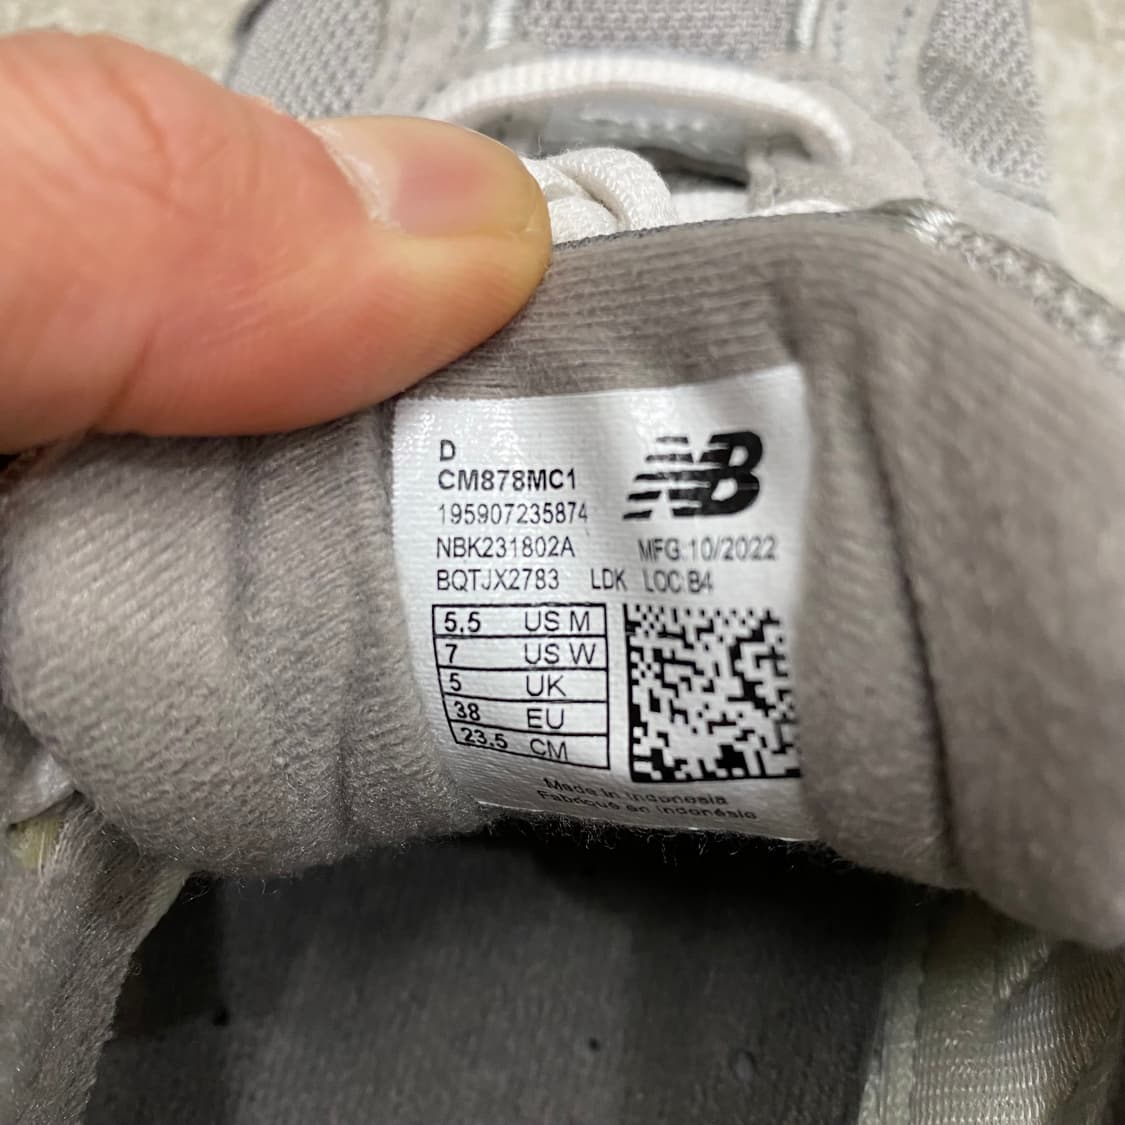 D
CM878MC1
195907235874
NB
NBK231802A MFG:10/2022
BQTJX2783 LDK LOC:B4
5.5 US M
7 US W
5 UK
38 EU
23.5 CM
Made in Indonesia
Fabriqué en Indonésie